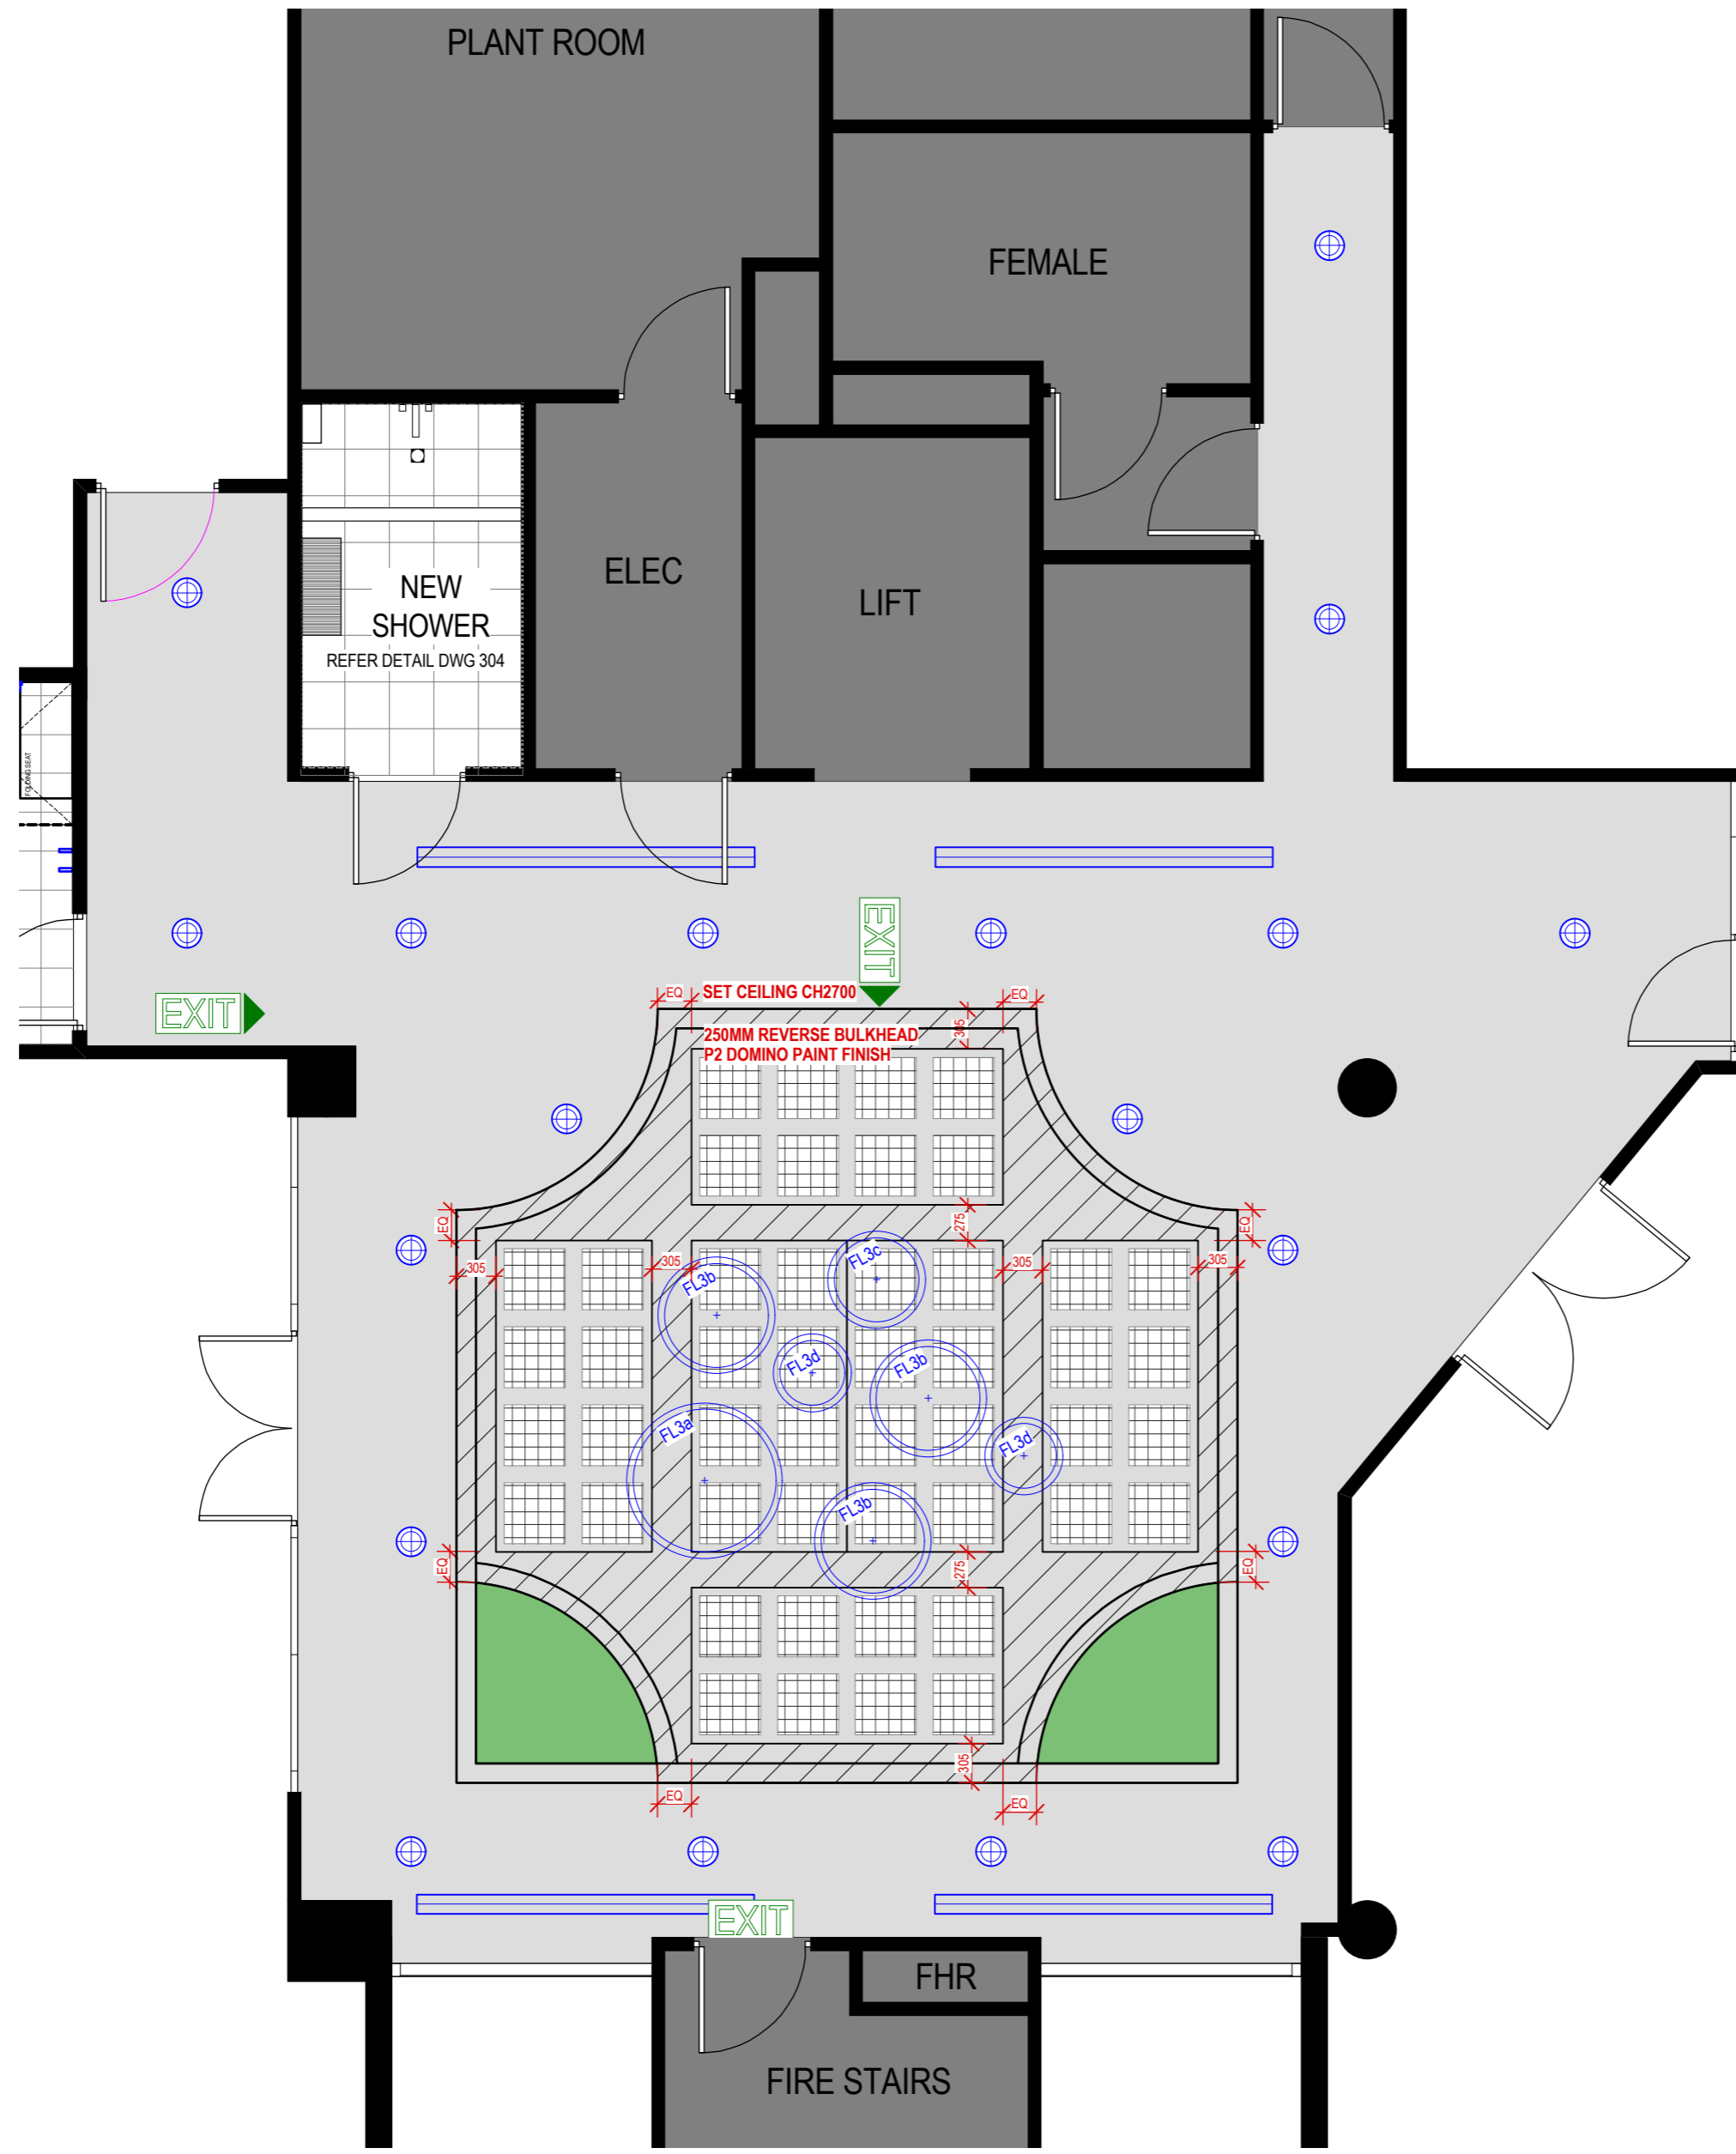 PLANT ROOM
FEMALE
ELEC
LIFT
NEW
SHOWER
REFER DETAIL DWG 304
FOLDING SEAT
EXIT
EXIT
EQ
SET CEILING CH2700
EQ
305
250MM REVERSE BULKHEAD
P2 DOMINO PAINT FINISH
EQ
275
EQ
305
305
305
305
FL3c
FL3b
FL3d
FL3b
FL3a
FL3d
FL3b
EQ
275
EQ
305
EQ
EQ
EXIT
FHR
FIRE STAIRS